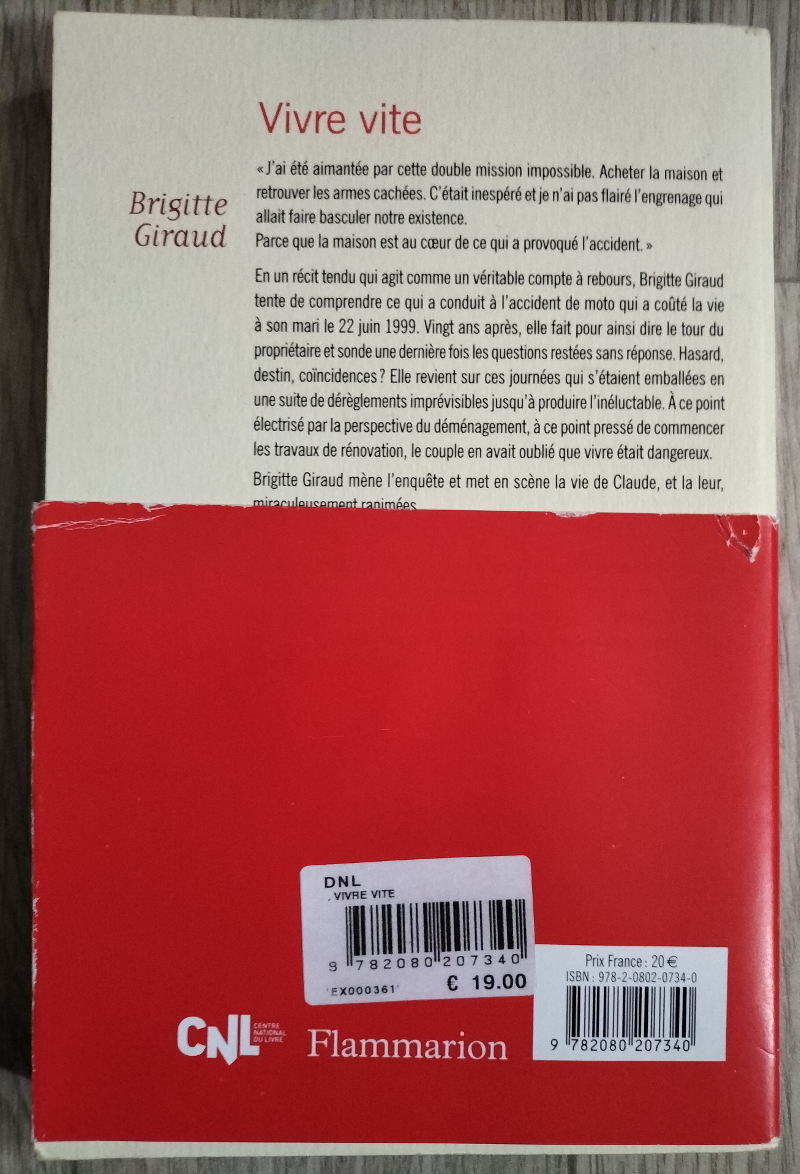 Vivre vite
Brigitte
Giraud
« J'ai été aimantée par cette double mission impossible. Acheter la maison et
retrouver les armes cachées. C'était inespéré et je n'ai pas flairé l'engrenage qui
allait faire basculer notre existence.
Parce que la maison est au cœur de ce qui a provoqué l'accident. »
En un récit tendu qui agit comme un véritable compte à rebours, Brigitte Giraud
tente de comprendre ce qui a conduit à l'accident de moto qui a coûté la vie
à son mari le 22 juin 1999. Vingt ans après, elle fait pour ainsi dire le tour du
propriétaire et sonde une dernière fois les questions restées sans réponse. Hasard,
destin, coïncidences ? Elle revient sur ces journées qui s'étaient emballées en
une suite de dérèglements imprévisibles jusqu'à produire l'inéluctable. À ce point
électrisé par la perspective du déménagement, à ce point pressé de commencer
les travaux de rénovation, le couple en avait oublié que vivre était dangereux.
Brigitte Giraud mène l'enquête et met en scène la vie de Claude, et la leur,
miraculeusement ranimées.
DNL
. VIVRE VITE
9 782080 207340
EX000361
€ 19.00
Prix France : 20 €
ISBN : 978-2-0802-0734-0
9 782080 207340
CNL
CENTRE
NATIONAL
DU LIVRE
Flammarion